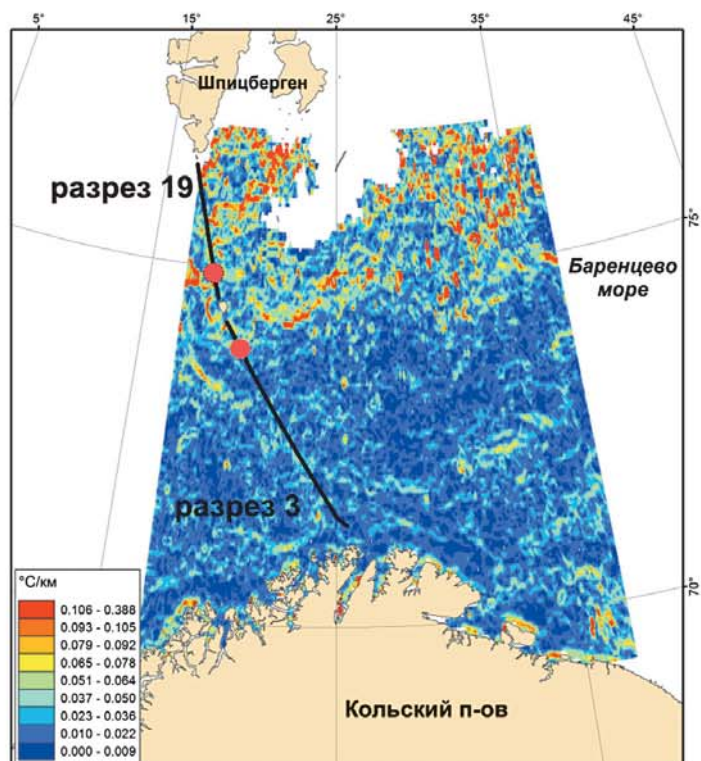 5°
15°
25°
35°
45°
Шпицберген
разрез 19
75°
Баренцево
море
разрез 3
70°
°С/км
0.106 - 0.388
0.093 - 0.105
0.079 - 0.092
0.065 - 0.078
0.051 - 0.064
0.037 - 0.050
0.023 - 0.036
0.010 - 0.022
0.000 - 0.009
Кольский п-ов